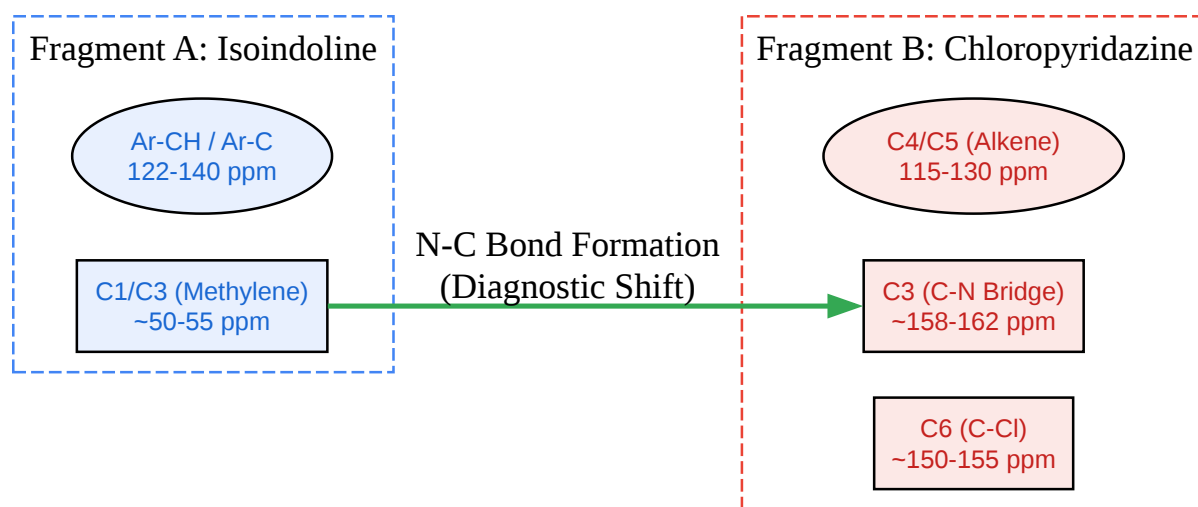 Fragment A: Isoindoline
Ar-CH / Ar-C
122-140 ppm
C1/C3 (Methylene)
~50-55 ppm
N-C Bond Formation
(Diagnostic Shift)
Fragment B: Chloropyridazine
C4/C5 (Alkene)
115-130 ppm
C3 (C-N Bridge)
~158-162 ppm
C6 (C-Cl)
~150-155 ppm